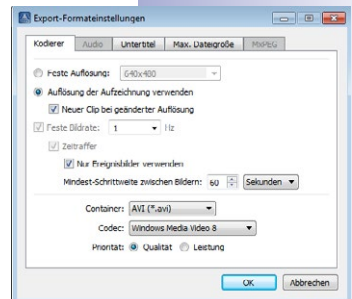 Export-Formateinstellungen
Kodierer Audio Untertitel Max. Dateigröße MxPEG
Feste Auflösung: 640x480
Auflösung der Aufzeichnung verwenden
Neuer Clip bei geänderter Auflösung
Feste Bildrate: 1 Hz
Zeitraffer
Nur Ereignisbilder verwenden
Mindest-Schrittweite zwischen Bildern: 60 Sekunden
Container: AVI (*.avi)
Codec: Windows Media Video 8
Priorität: Qualität Leistung
OK Abbrechen